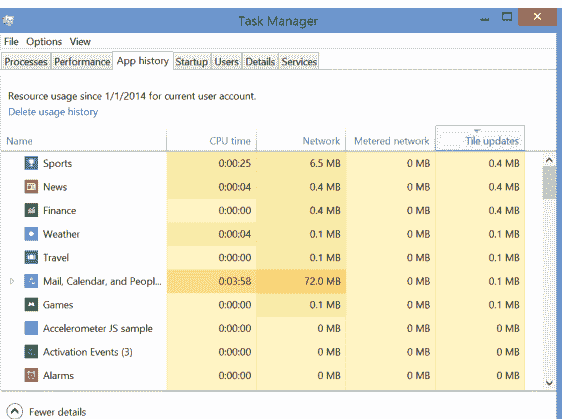 Task Manager
File Options View
Processes Performance App history Startup Users Details Services
Resource usage since 1/1/2014 for current user account.
Delete usage history
Name CPU time Network Metered network Tile updates
Sports 0:00:25 6.5 MB 0 MB 0.4 MB
News 0:00:04 0.4 MB 0 MB 0.4 MB
Finance 0:00:00 0.4 MB 0 MB 0.4 MB
Weather 0:00:04 0.1 MB 0 MB 0.1 MB
Travel 0:00:00 0.1 MB 0 MB 0.1 MB
Mail, Calendar, and Peopl... 0:03:58 72.0 MB 0 MB 0.1 MB
Games 0:00:00 0.1 MB 0 MB 0.1 MB
Accelerometer JS sample 0:00:00 0 MB 0 MB 0 MB
Activation Events (3) 0:00:00 0 MB 0 MB 0 MB
Alarms 0:00:00 0 MB 0 MB 0 MB
Fewer details